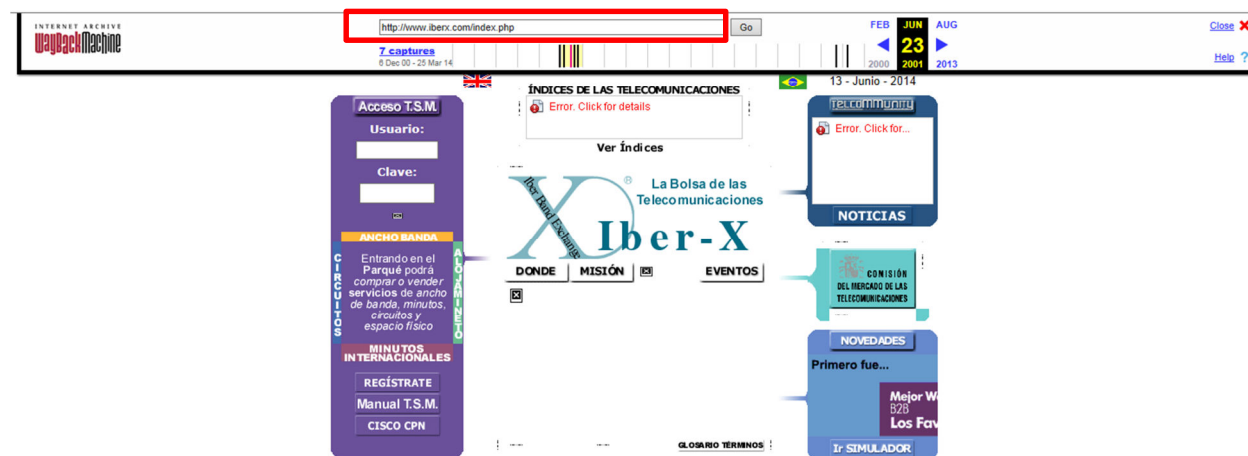 INTERNET ARCHIVE
WayBackMachine
http://www.iberx.com/index.php
Go
7 captures
6 Dec 00 - 25 Mar 14
FEB JUN AUG
23
2000 2001 2013
Close
Help ?
13 - Junio - 2014
Acceso T.S.M.
Usuario:
Clave:
ANCHO BANDA
CIRCUITOS
Entrando en el
Parqué podrá
comprar o vender
servicios de ancho
de banda, minutos,
circuitos y
espacio físico
ALOJAMINETO
MINUTOS
INTERNACIONALES
REGÍSTRATE
Manual T.S.M.
CISCO CPN
ÍNDICES DE LAS TELECOMUNICACIONES
Error. Click for details
Ver Índices
Iber Band Exchange
®
La Bolsa de las
Telecomunicaciones
Iber-X
DONDE MISIÓN EVENTOS
GLOSARIO TÉRMINOS
TELCOMMUNITY
Error. Click for...
NOTICIAS
COMISIÓN
DEL MERCADO DE LAS
TELECOMUNICACIONES
NOVEDADES
Primero fue...
Mejor W
B2B
Los Fav
Ir SIMULADOR